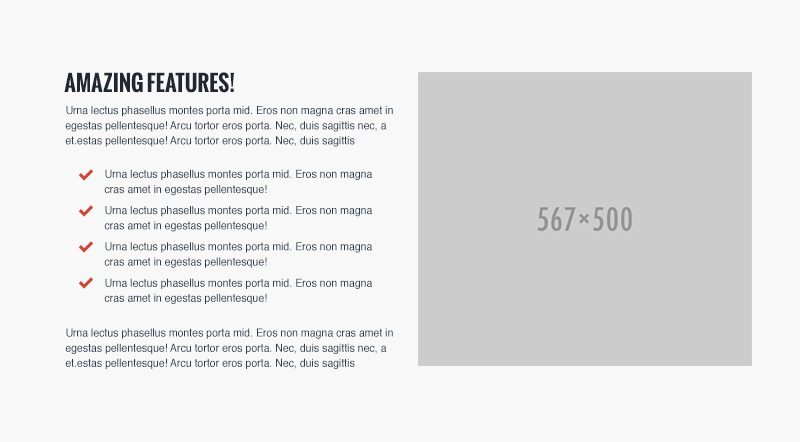 AMAZING FEATURES!
Urna lectus phasellus montes porta mid. Eros non magna cras amet in
egestas pellentesque! Arcu tortor eros porta. Nec, duis sagittis nec, a
et.estas pellentesque! Arcu tortor eros porta. Nec, duis sagittis
Urna lectus phasellus montes porta mid. Eros non magna
cras amet in egestas pellentesque!
Urna lectus phasellus montes porta mid. Eros non magna
cras amet in egestas pellentesque!
Urna lectus phasellus montes porta mid. Eros non magna
cras amet in egestas pellentesque!
Urna lectus phasellus montes porta mid. Eros non magna
cras amet in egestas pellentesque!
Urna lectus phasellus montes porta mid. Eros non magna cras amet in
egestas pellentesque! Arcu tortor eros porta. Nec, duis sagittis nec, a
et.estas pellentesque! Arcu tortor eros porta. Nec, duis sagittis
567×500